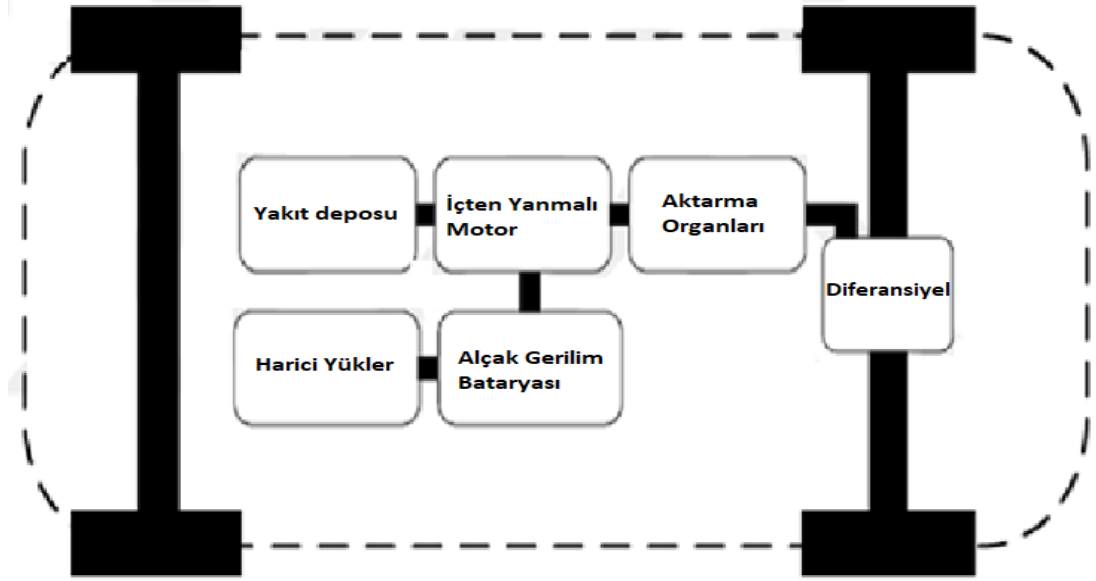 Yakıt deposu
İçten Yanmalı
Motor
Aktarma
Organları
Diferansiyel
Harici Yükler
Alçak Gerilim
Bataryası